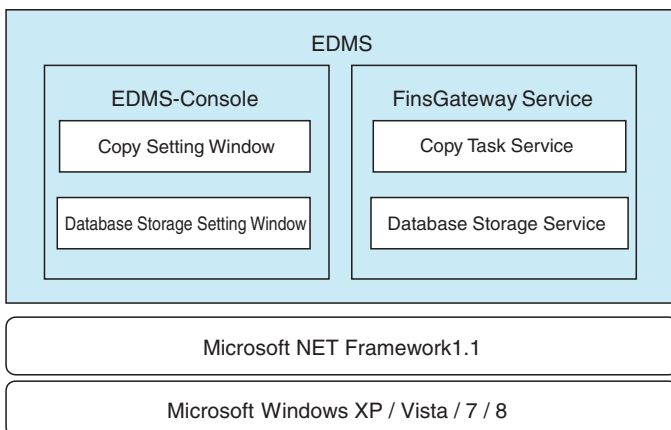 EDMS
EDMS-Console
Copy Setting Window
Database Storage Setting Window
FinsGateway Service
Copy Task Service
Database Storage Service
Microsoft NET Framework1.1
Microsoft Windows XP / Vista / 7 / 8